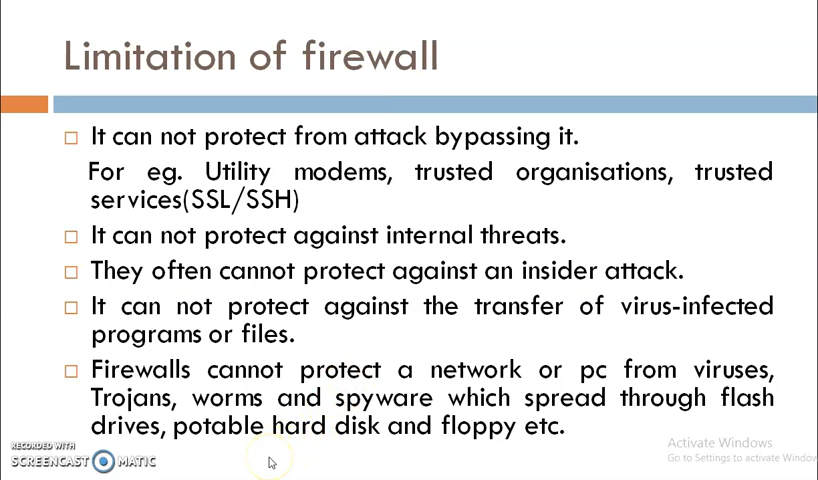 Limitation of firewall
It can not protect from attack bypassing it.
For eg. Utility modems, trusted organisations, trusted
services(SSL/SSH)
It can not protect against internal threats.
They often cannot protect against an insider attack.
It can not protect against the transfer of virus-infected
programs or files.
Firewalls cannot protect a network or pc from viruses,
Trojans, worms and spyware which spread through flash
drives, potable hard disk and floppy etc.
RECORDED WITH
SCREENCAST MATIC
Activate Windows
Go to Settings to activate Window